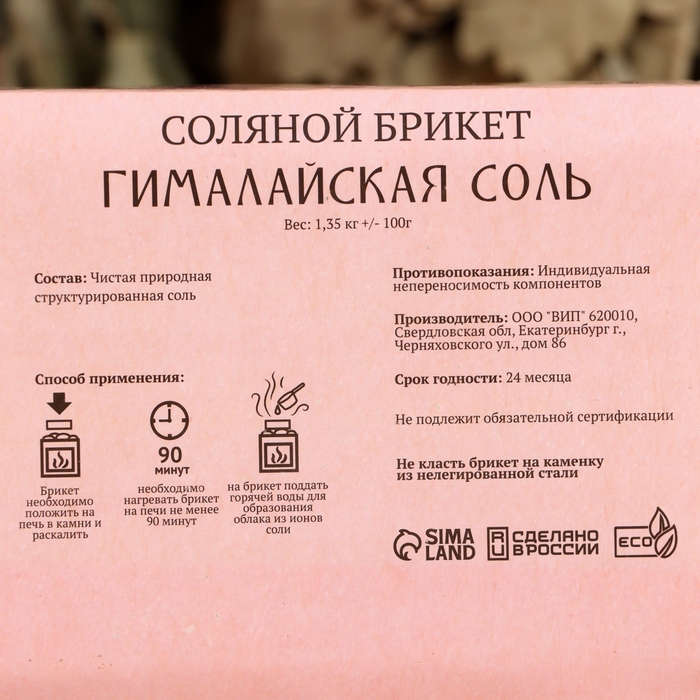 СОЛЯНОЙ БРИКЕТ
ГИМАЛАЙСКАЯ СОЛЬ
Вес: 1,35 кг +/- 100г
Состав: Чистая природная
структурированная соль
Способ применения:
Брикет
необходимо
положить на
печь в камни и
раскалить
90
минут
необходимо
нагревать брикет
на печи не менее
90 минут
на брикет поддать
горячей воды для
образования
облака из ионов
соли
Противопоказания: Индивидуальная
непереносимость компонентов
Производитель: ООО "ВИП" 620010,
Свердловская обл, Екатеринбург г.,
Черняховского ул., дом 86
Срок годности: 24 месяца
Не подлежит обязательной сертификации
Не класть брикет на каменку
из нелегированной стали
SIMA
LAND
RU
СДЕЛАНО
В РОССИИ
ECO